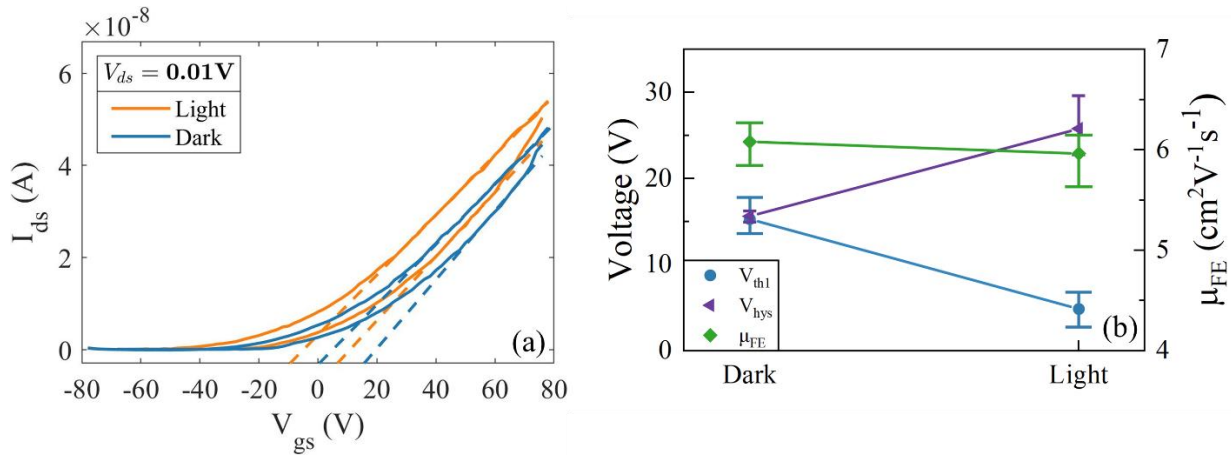 ×10⁻⁸
V_ds = 0.01V
Light
Dark
I_ds (A)
6
4
2
0
(a)
-80 -60 -40 -20 0 20 40 60 80
V_gs (V)
Voltage (V)
30
20
10
0
7
6
5
4
μ_FE (cm²V⁻¹s⁻¹)
V_th1
V_hys
μ_FE
(b)
Dark Light